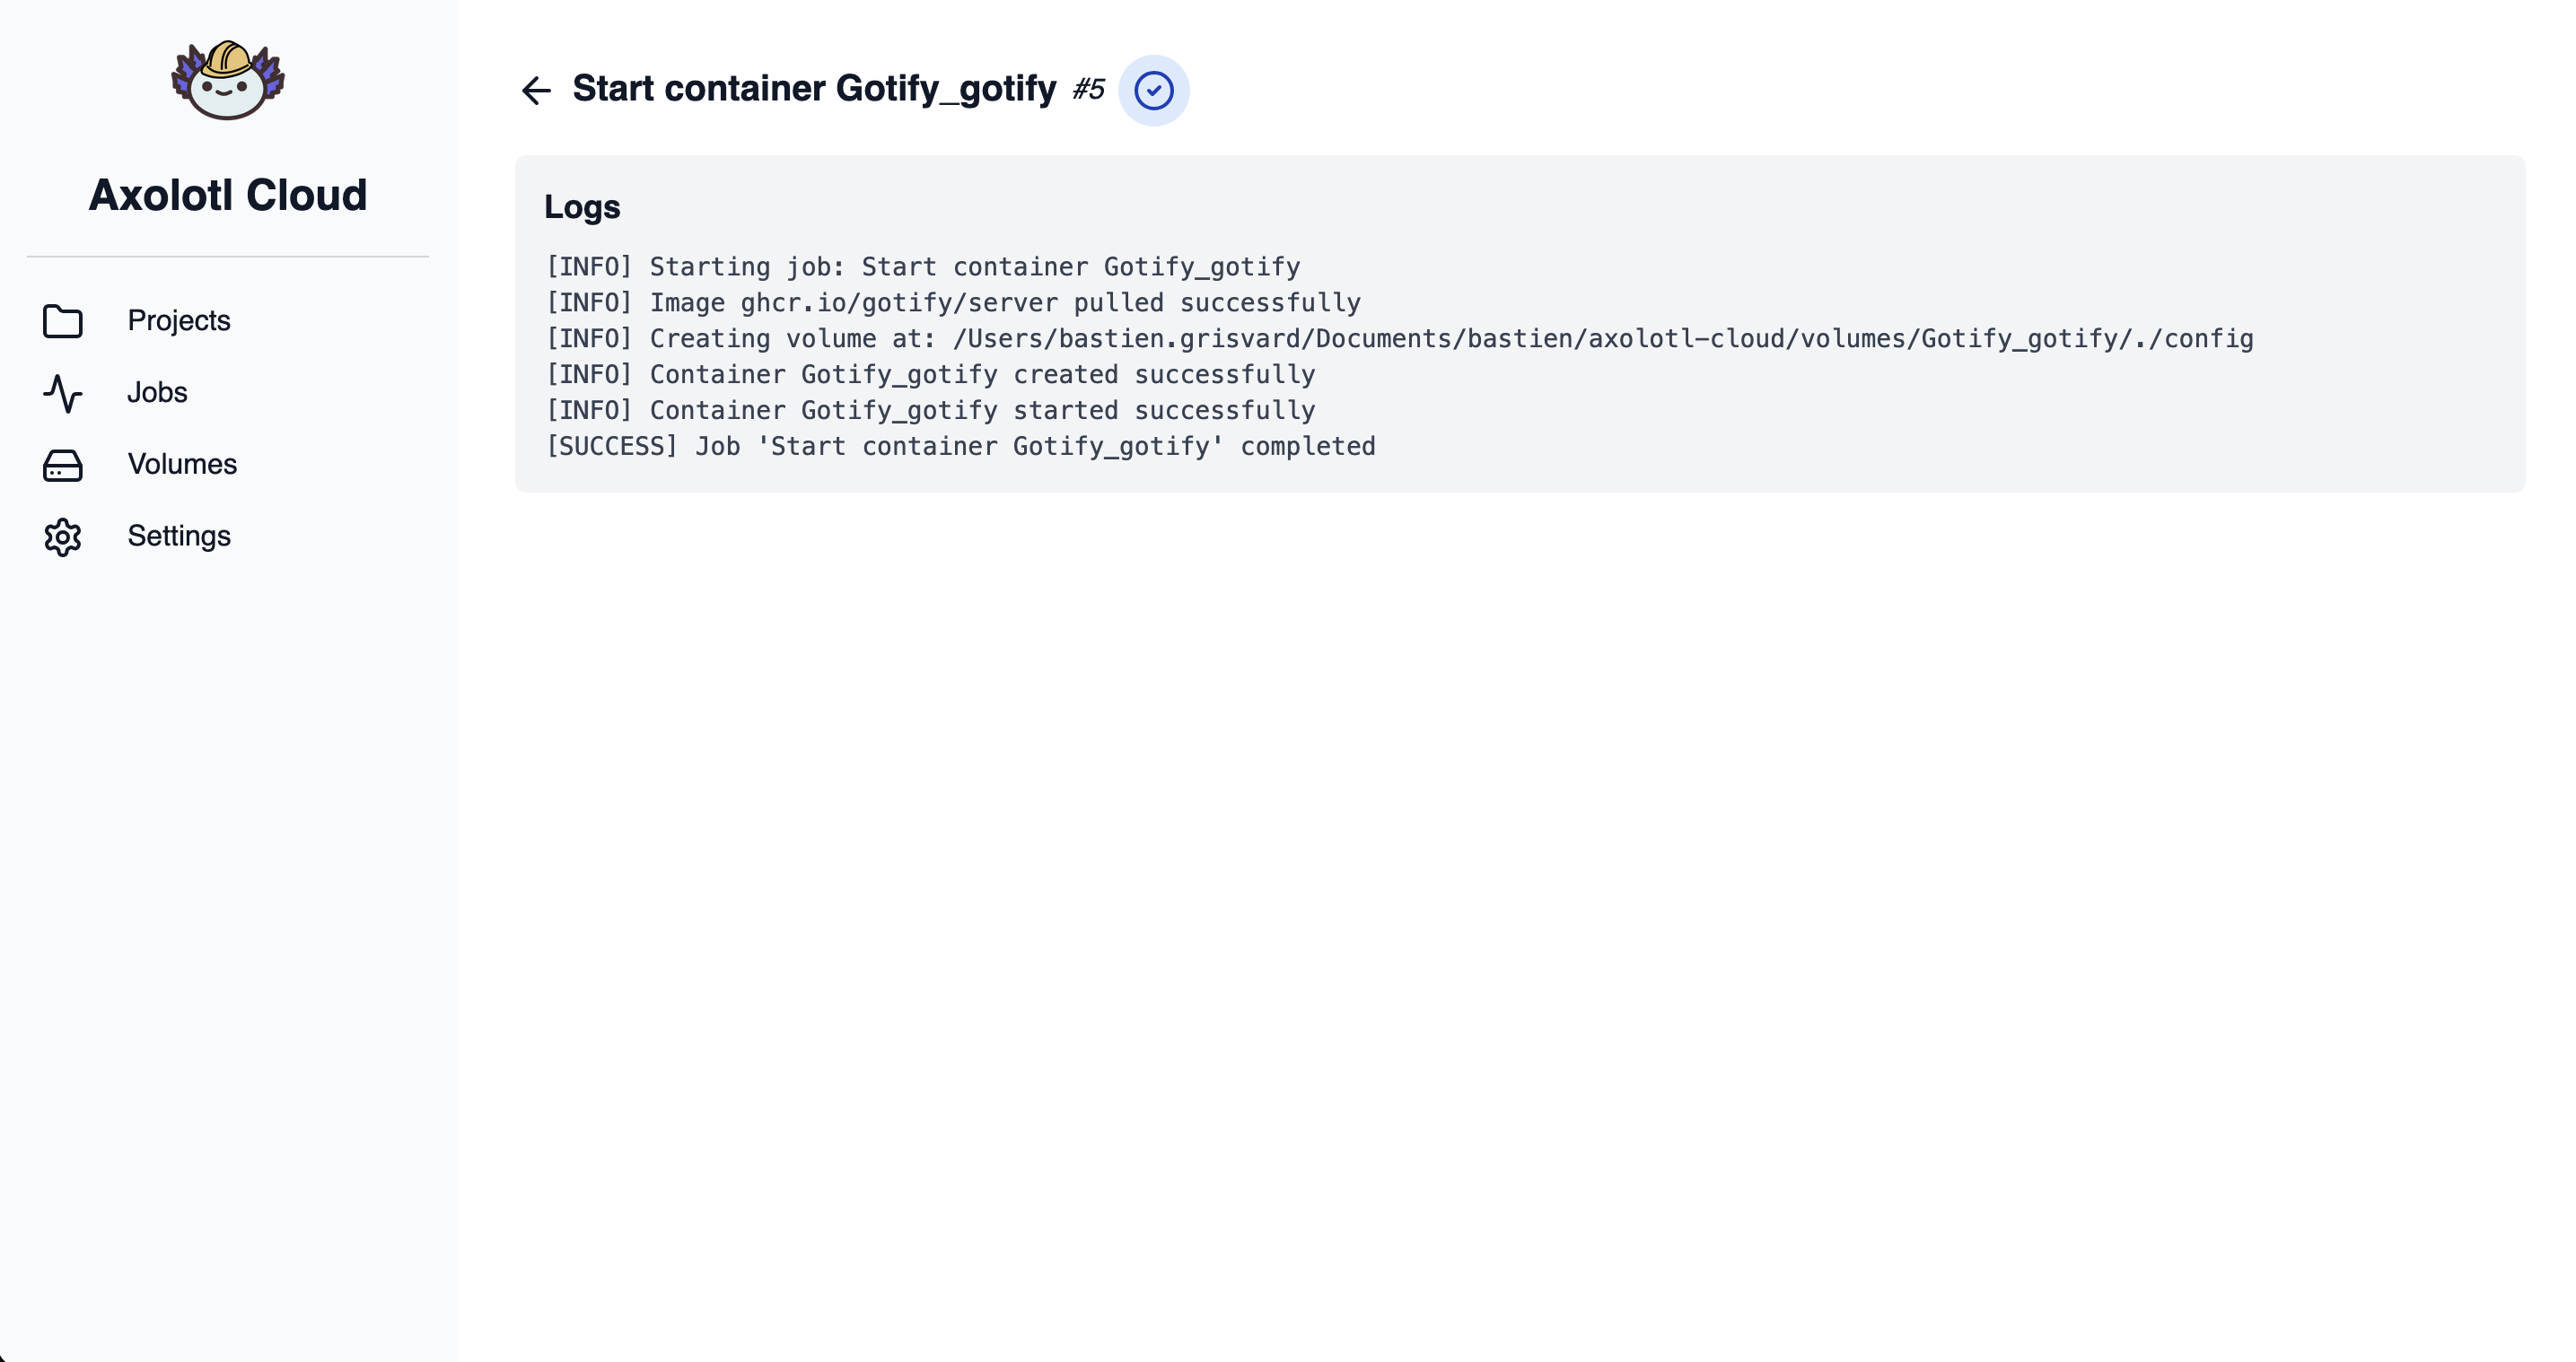 Axolotl Cloud
Projects
Jobs
Volumes
Settings
Start container Gotify_gotify #5
Logs
[INFO] Starting job: Start container Gotify_gotify
[INFO] Image ghcr.io/gotify/server pulled successfully
[INFO] Creating volume at: /Users/bastien.grisvard/Documents/bastien/axolotl-cloud/volumes/Gotify_gotify/./config
[INFO] Container Gotify_gotify created successfully
[INFO] Container Gotify_gotify started successfully
[SUCCESS] Job 'Start container Gotify_gotify' completed